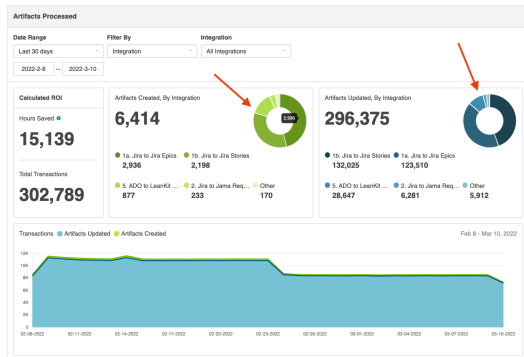 Artifacts Processed
Date Range Filter By Integration
Last 30 days Integration All Integrations
2022-2-8 – 2022-3-10
Calculated ROI
Hours Saved
15,139
Total Transactions
302,789
Artifacts Created, By Integration
6,414
2,936
1a. Jira to Jira Epics 1b. Jira to Jira Stories
2,936 2,198
5. ADO to LeanKit ... 2. Jira to Jama Req... Other
877 233 170
Artifacts Updated, By Integration
296,375
1b. Jira to Jira Stories 1a. Jira to Jira Epics
132,025 123,510
5. ADO to LeanKit ... 2. Jira to Jama Req... Other
28,647 6,281 5,912
Transactions Artifacts Updated Artifacts Created Feb 8 - Mar 10, 2022
12K
10K
8K
6K
4K
2K
0
02-08-2022 02-11-2022 02-14-2022 02-17-2022 02-20-2022 02-23-2022 02-26-2022 03-01-2022 03-04-2022 03-07-2022 03-10-2022